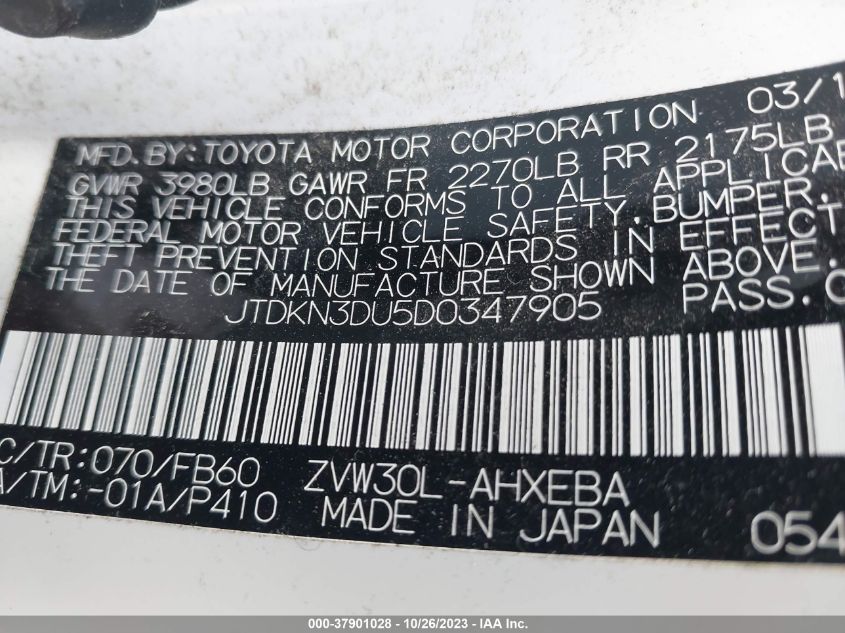 MFD. BY: TOYOTA MOTOR CORPORATION 03/1
GVWR 3980LB GAWR FR 2270LB RR 2175LB
THIS VEHICLE CONFORMS TO ALL APPLICAB
FEDERAL MOTOR VEHICLE SAFETY, BUMPER,
THEFT PREVENTION STANDARDS IN EFFECT
THE DATE OF MANUFACTURE SHOWN ABOVE.
JTDKN3DU5D0347905 PASS. C
C/TR: 070/FB60 ZVW30L-AHXEBA
A/TM: -01A/P410 MADE IN JAPAN 054
000-37901028 - 10/26/2023 - IAA Inc.